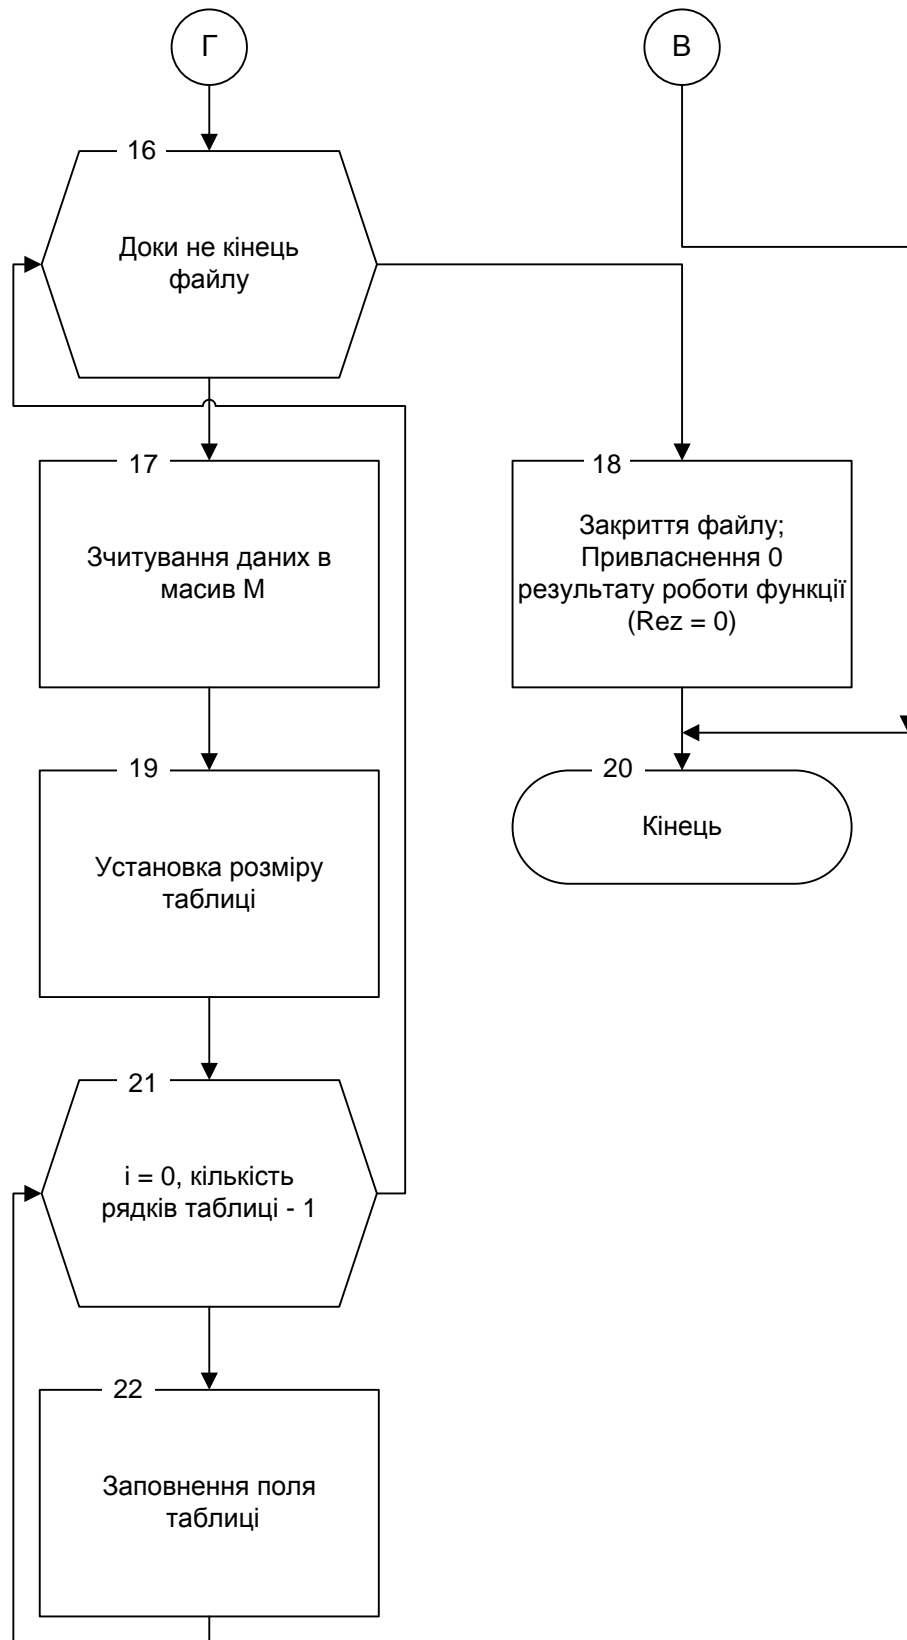 Г
В
16
Доки не кінець
файлу
17
Зчитування даних в
масив М
18
Закриття файлу;
Привласнення 0
результату роботи функції
(Rez = 0)
19
Установка розміру
таблиці
20
Кінець
21
i = 0, кількість
рядків таблиці - 1
22
Заповнення поля
таблиці